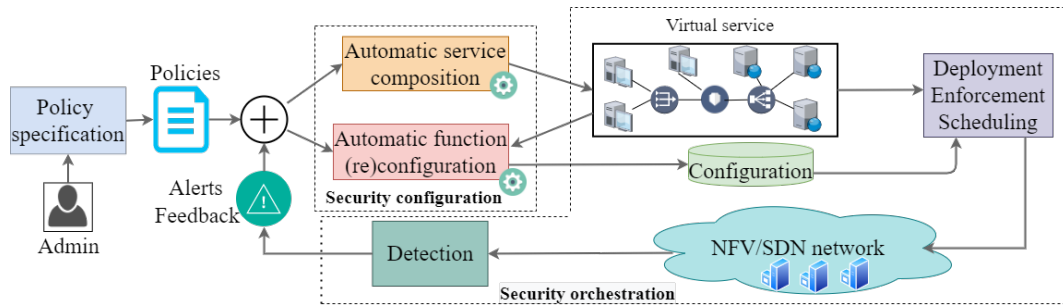 Virtual service
Automatic service
composition
Policies
Policy
specification
Deployment
Enforcement
Scheduling
Automatic function
(re)configuration
Configuration
Security configuration
Alerts
Feedback
!
Admin
Detection
NFV/SDN network
Security orchestration